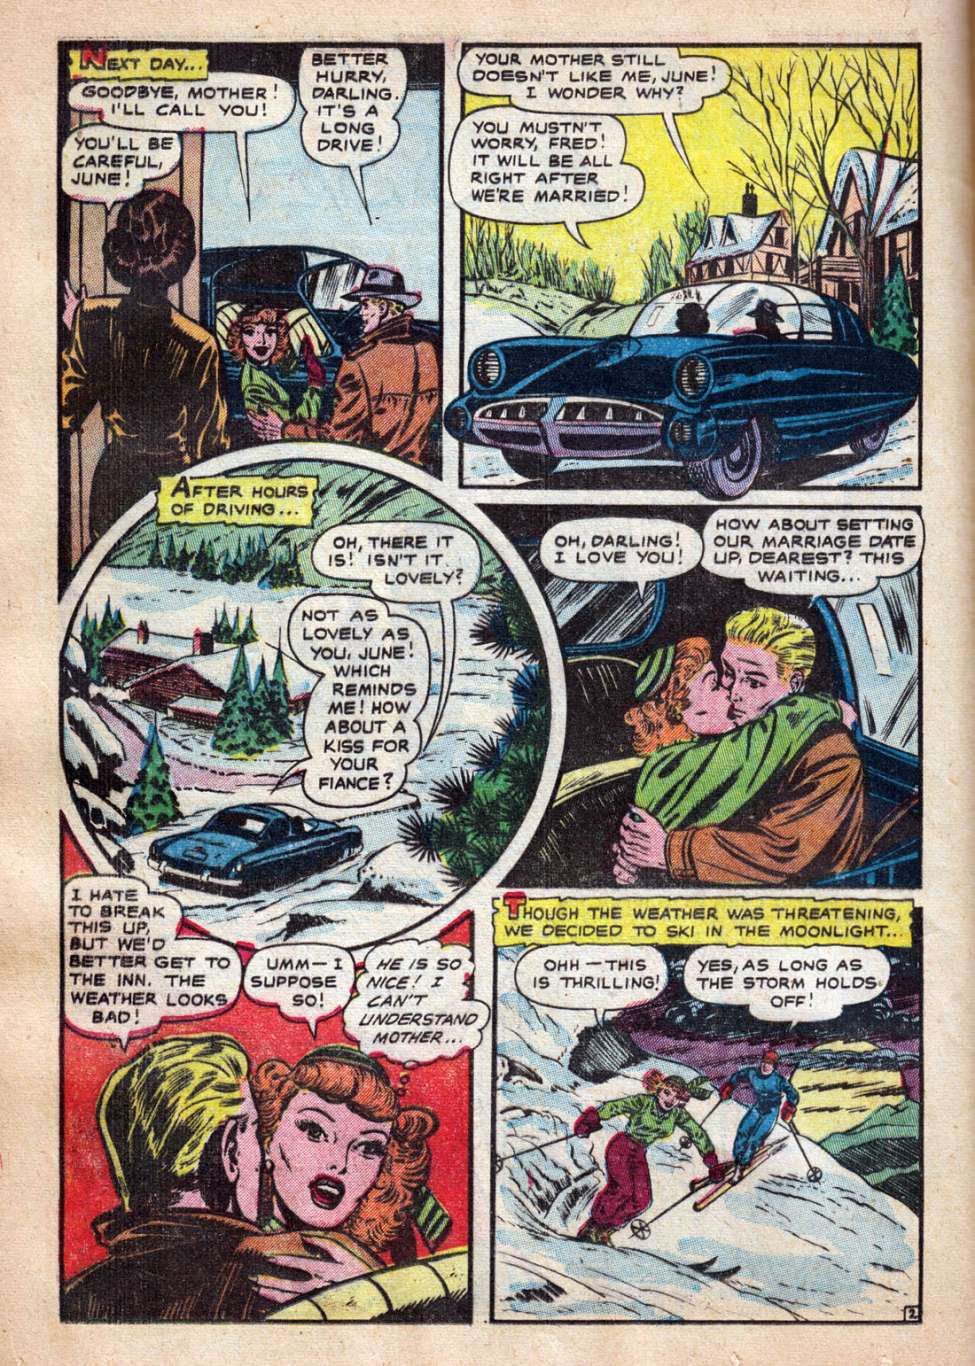 NEXT DAY...
GOODBYE, MOTHER!
I'LL CALL YOU!
YOU'LL BE
CAREFUL,
JUNE!
BETTER
HURRY,
DARLING.
IT'S A
LONG
DRIVE!
YOUR MOTHER STILL
DOESN'T LIKE ME, JUNE!
I WONDER WHY?
YOU MUSTN'T
WORRY, FRED!
IT WILL BE ALL
RIGHT AFTER
WE'RE MARRIED!
AFTER HOURS
OF DRIVING...
OH, THERE IT
IS! ISN'T IT
LOVELY?
NOT AS
LOVELY AS
YOU, JUNE!
WHICH
REMINDS
ME! HOW
ABOUT A
KISS FOR
YOUR
FIANCE?
OH, DARLING!
I LOVE YOU!
HOW ABOUT SETTING
OUR MARRIAGE DATE
UP, DEAREST? THIS
WAITING...
I HATE
TO BREAK
THIS UP,
BUT WE'D
BETTER GET TO
THE INN. THE
WEATHER LOOKS
BAD!
UMM-I
SUPPOSE
SO!
HE IS SO
NICE! I
CAN'T
UNDERSTAND
MOTHER...
THOUGH THE WEATHER WAS THREATENING,
WE DECIDED TO SKI IN THE MOONLIGHT...
OHH-THIS
IS THRILLING!
YES, AS LONG AS
THE STORM HOLDS
OFF!
2